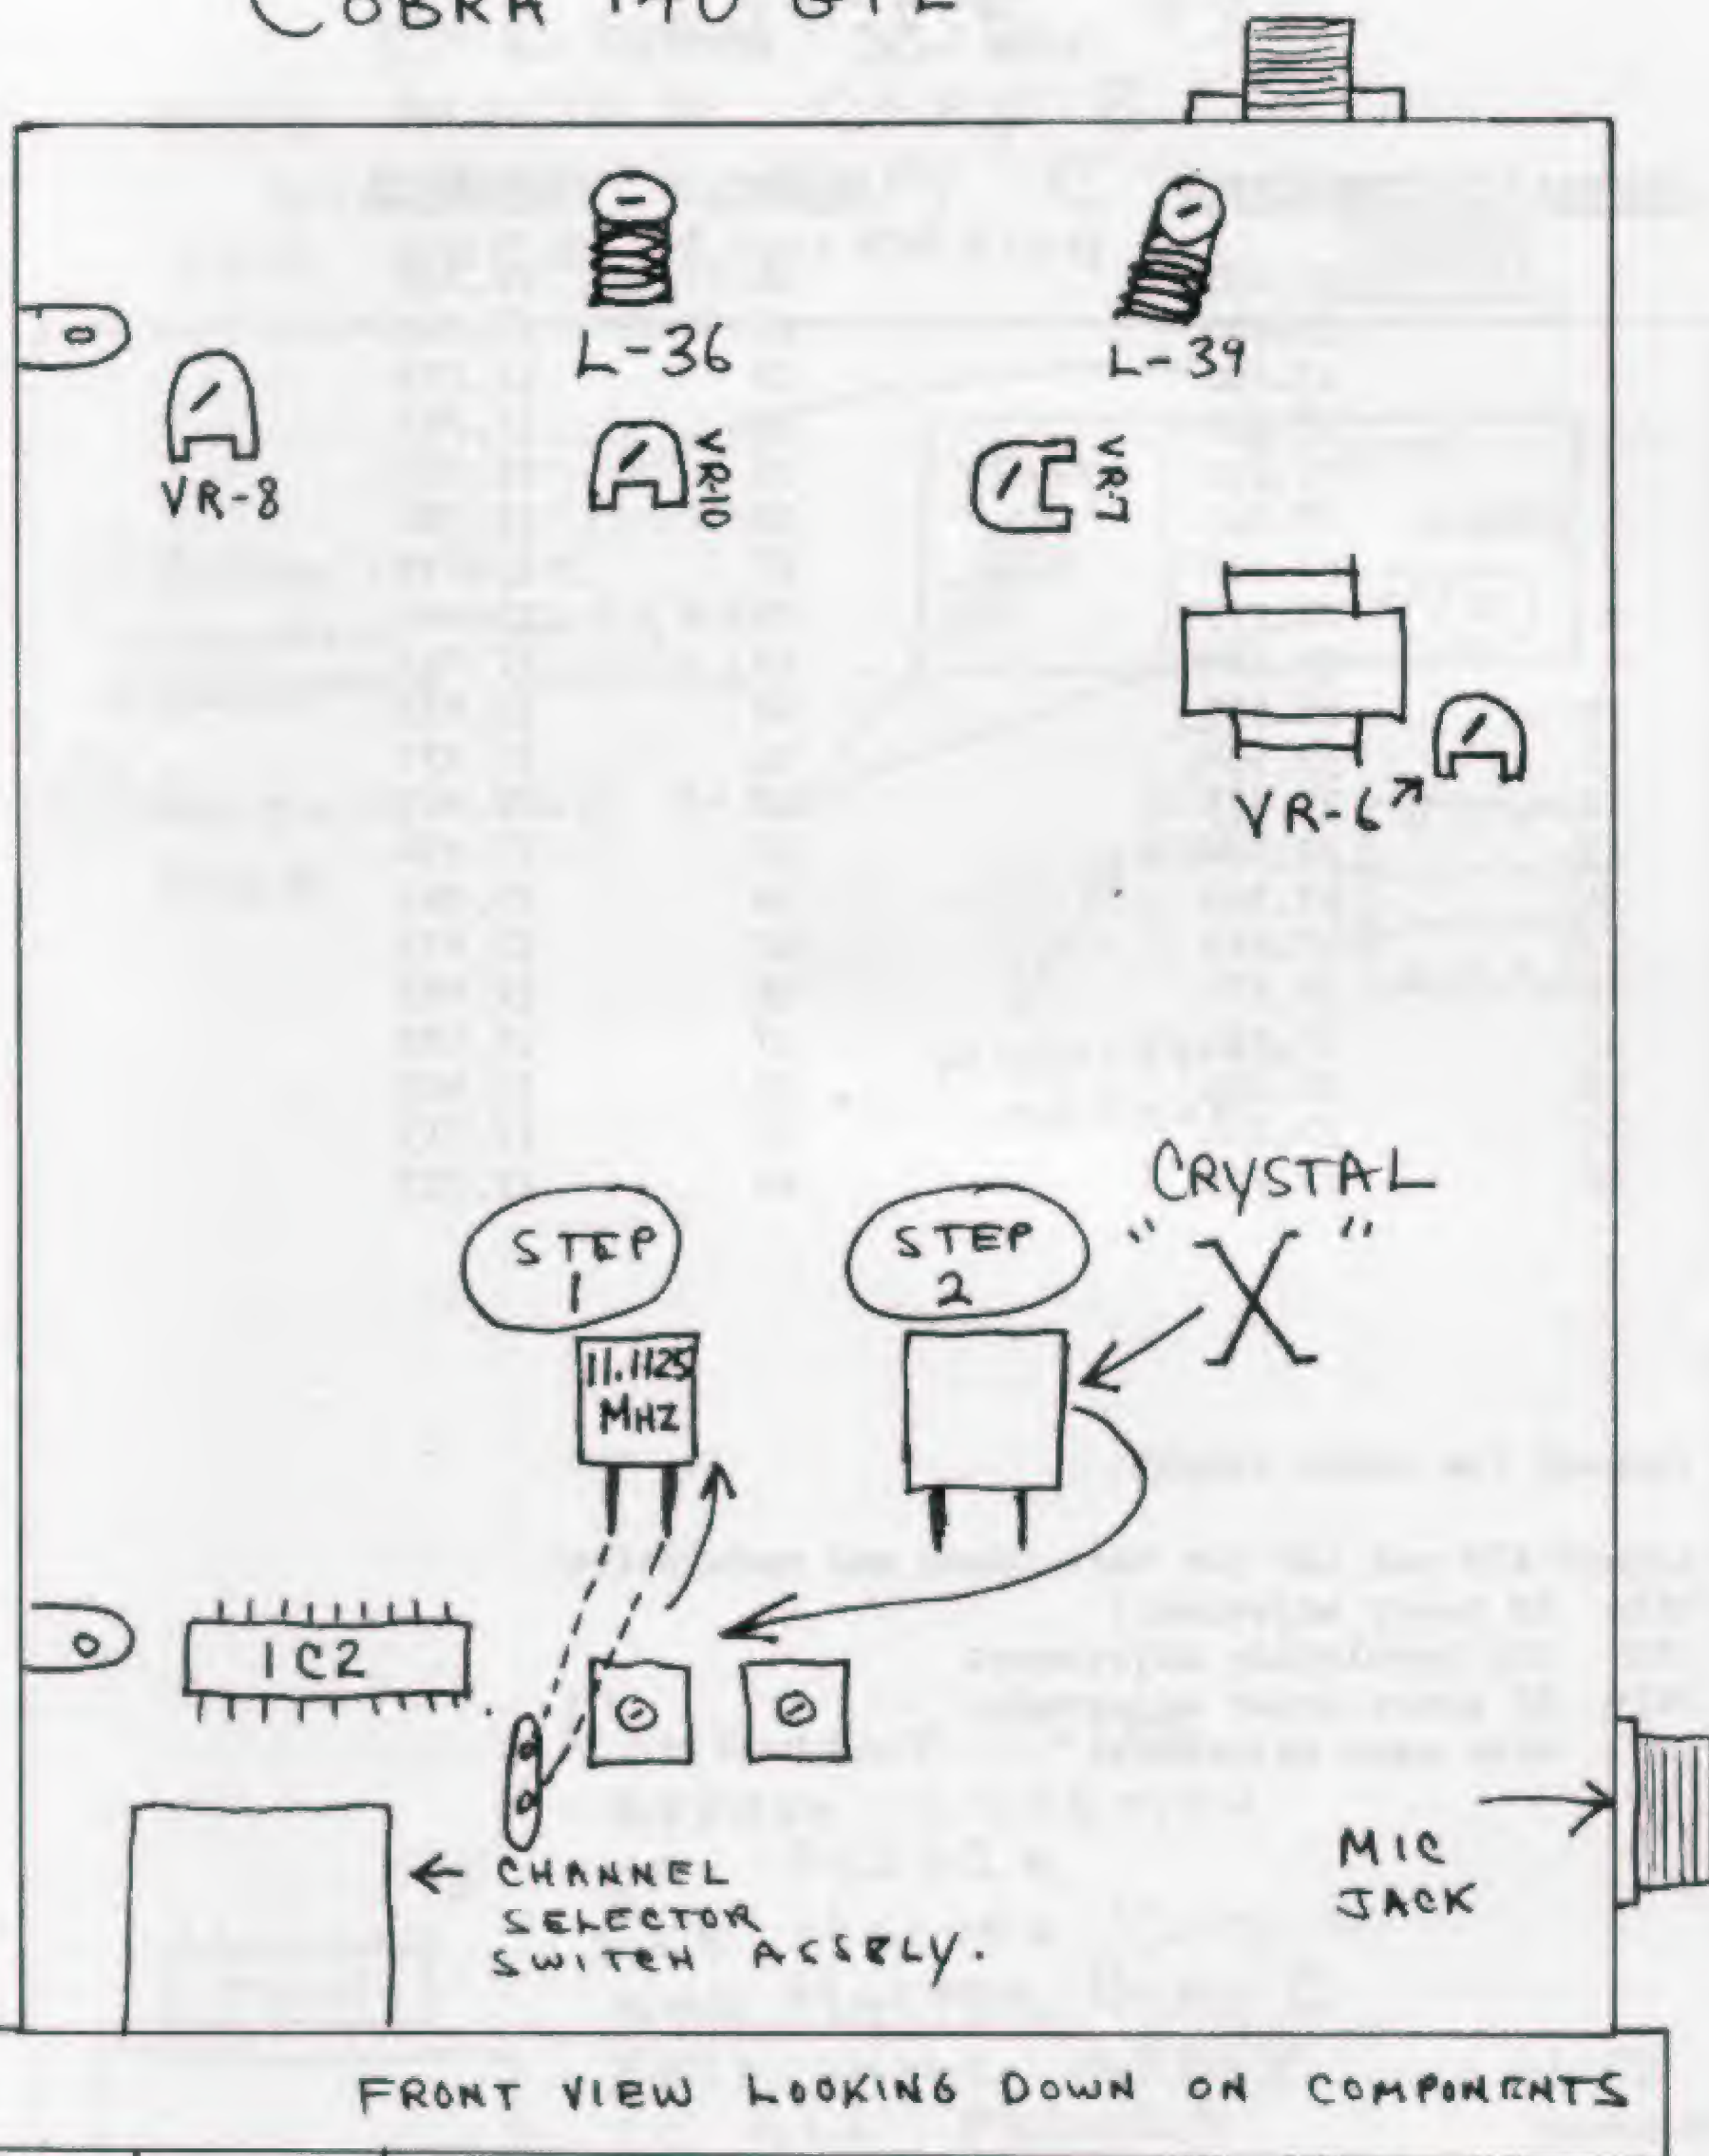 COBRA 140 GTL
L-36
L-39
VR-8
VR-10
VR-7
VR-6
"CRYSTAL
X"
STEP
1
STEP
2
11.1125
MHZ
IC2
CHANNEL
SELECTOR
SWITCH ASSBLY.
MIC
JACK
FRONT VIEW LOOKING DOWN ON COMPONENTS